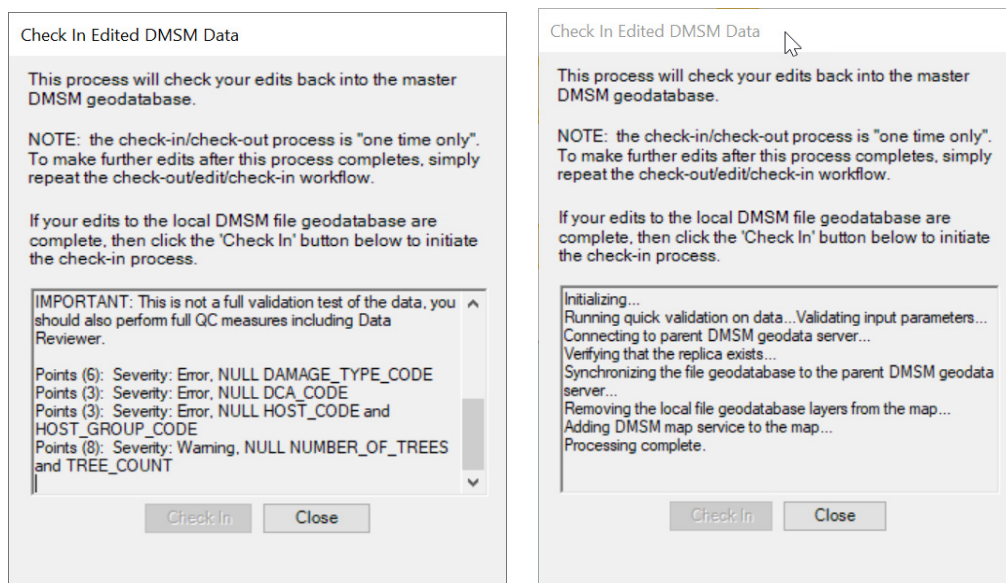 Check In Edited DMSM Data
This process will check your edits back into the master
DMSM geodatabase.
NOTE:  the check-in/check-out process is "one time only".
To make further edits after this process completes, simply
repeat the check-out/edit/check-in workflow.
If your edits to the local DMSM file geodatabase are
complete, then click the 'Check In' button below to initiate
the check-in process.
IMPORTANT: This is not a full validation test of the data, you
should also perform full QC measures including Data
Reviewer.
Points (6):  Severity: Error, NULL DAMAGE_TYPE_CODE
Points (3):  Severity: Error, NULL DCA_CODE
Points (3):  Severity: Error, NULL HOST_CODE and
HOST_GROUP_CODE
Points (8):  Severity: Warning, NULL NUMBER_OF_TREES
and TREE_COUNT
Check In
Close
Check In Edited DMSM Data
This process will check your edits back into the master
DMSM geodatabase.
NOTE:  the check-in/check-out process is "one time only".
To make further edits after this process completes, simply
repeat the check-out/edit/check-in workflow.
If your edits to the local DMSM file geodatabase are
complete, then click the 'Check In' button below to initiate
the check-in process.
Initializing...
Running quick validation on data...Validating input parameters...
Connecting to parent DMSM geodata server...
Verifying that the replica exists...
Synchronizing the file geodatabase to the parent DMSM geodata
server...
Removing the local file geodatabase layers from the map...
Adding DMSM map service to the map...
Processing complete.
Check In
Close